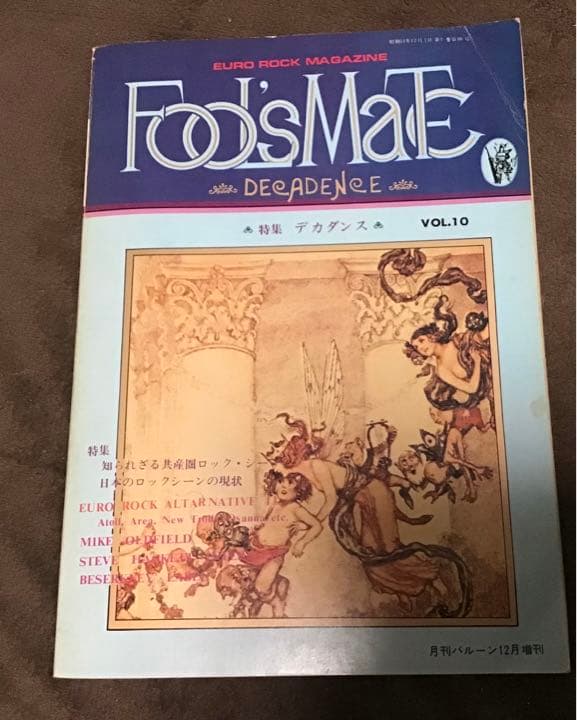 EURO ROCK MAGAZINE
FOOL'S MATE
DECADENCE
特集 デカダンス
VOL.10
特集
知られざる共産圏ロック・シー
日本のロックシーンの現状
EURO ROCK ALTARNATIVE
Atoll, Area, New Trolls, etc.
MIKE OLDFIELD
STEVE
月刊バルーン12月増刊